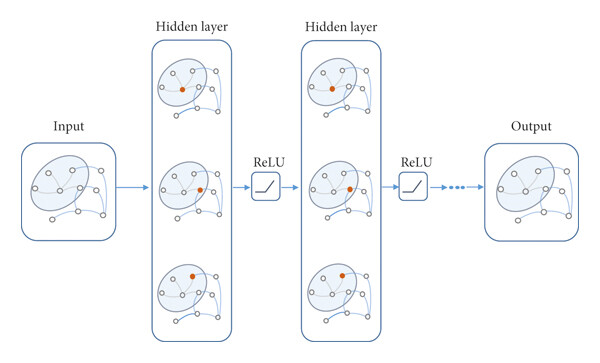 Hidden layer
Hidden layer
Input
Output
ReLU
ReLU